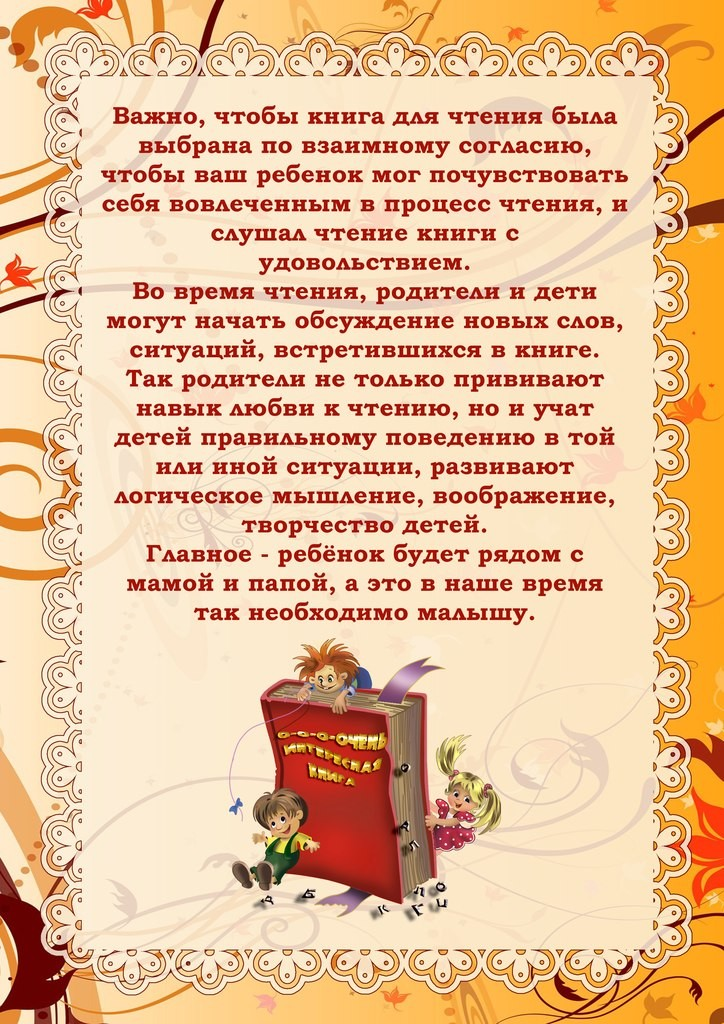 Важно, чтобы книга для чтения была
выбрана по взаимному согласию,
чтобы ваш ребенок мог почувствовать
себя вовлеченным в процесс чтения, и
слушал чтение книги с
удовольствием.
Во время чтения, родители и дети
могут начать обсуждение новых слов,
ситуаций, встретившихся в книге.
Так родители не только прививают
навык любви к чтению, но и учат
детей правильному поведению в той
или иной ситуации, развивают
логическое мышление, воображение,
творчество детей.
Главное - ребёнок будет рядом с
мамой и папой, а это в наше время
так необходимо малышу.
О-О-О-ОЧЕНЬ
ИНТЕРЕСНАЯ
КНИГА